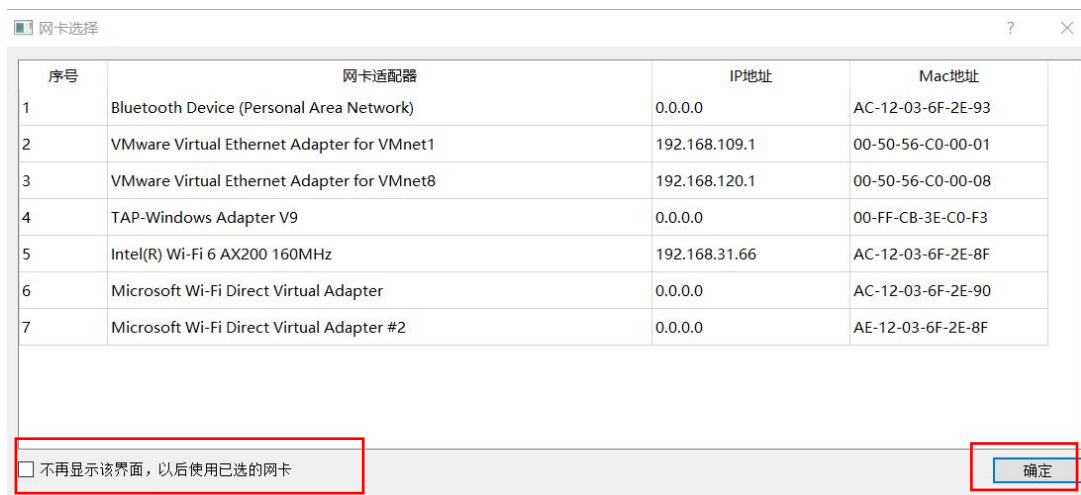 网卡选择
序号 网卡适配器 IP地址 Mac地址
1 Bluetooth Device (Personal Area Network) 0.0.0.0 AC-12-03-6F-2E-93
2 VMware Virtual Ethernet Adapter for VMnet1 192.168.109.1 00-50-56-C0-00-01
3 VMware Virtual Ethernet Adapter for VMnet8 192.168.120.1 00-50-56-C0-00-08
4 TAP-Windows Adapter V9 0.0.0.0 00-FF-CB-3E-C0-F3
5 Intel(R) Wi-Fi 6 AX200 160MHz 192.168.31.66 AC-12-03-6F-2E-8F
6 Microsoft Wi-Fi Direct Virtual Adapter 0.0.0.0 AC-12-03-6F-2E-90
7 Microsoft Wi-Fi Direct Virtual Adapter #2 0.0.0.0 AE-12-03-6F-2E-8F
不再显示该界面，以后使用已选的网卡 确定